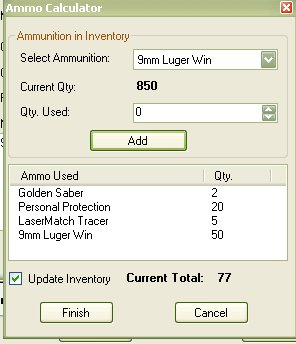 Ammo Calculator
Ammunition in Inventory
Select Ammunition: 9mm Luger Win
Current Qty: 850
Qty. Used: 0
Add
Ammo Used Qty.
Golden Saber 2
Personal Protection 20
LaserMatch Tracer 5
9mm Luger Win 50
Update Inventory Current Total: 77
Finish Cancel